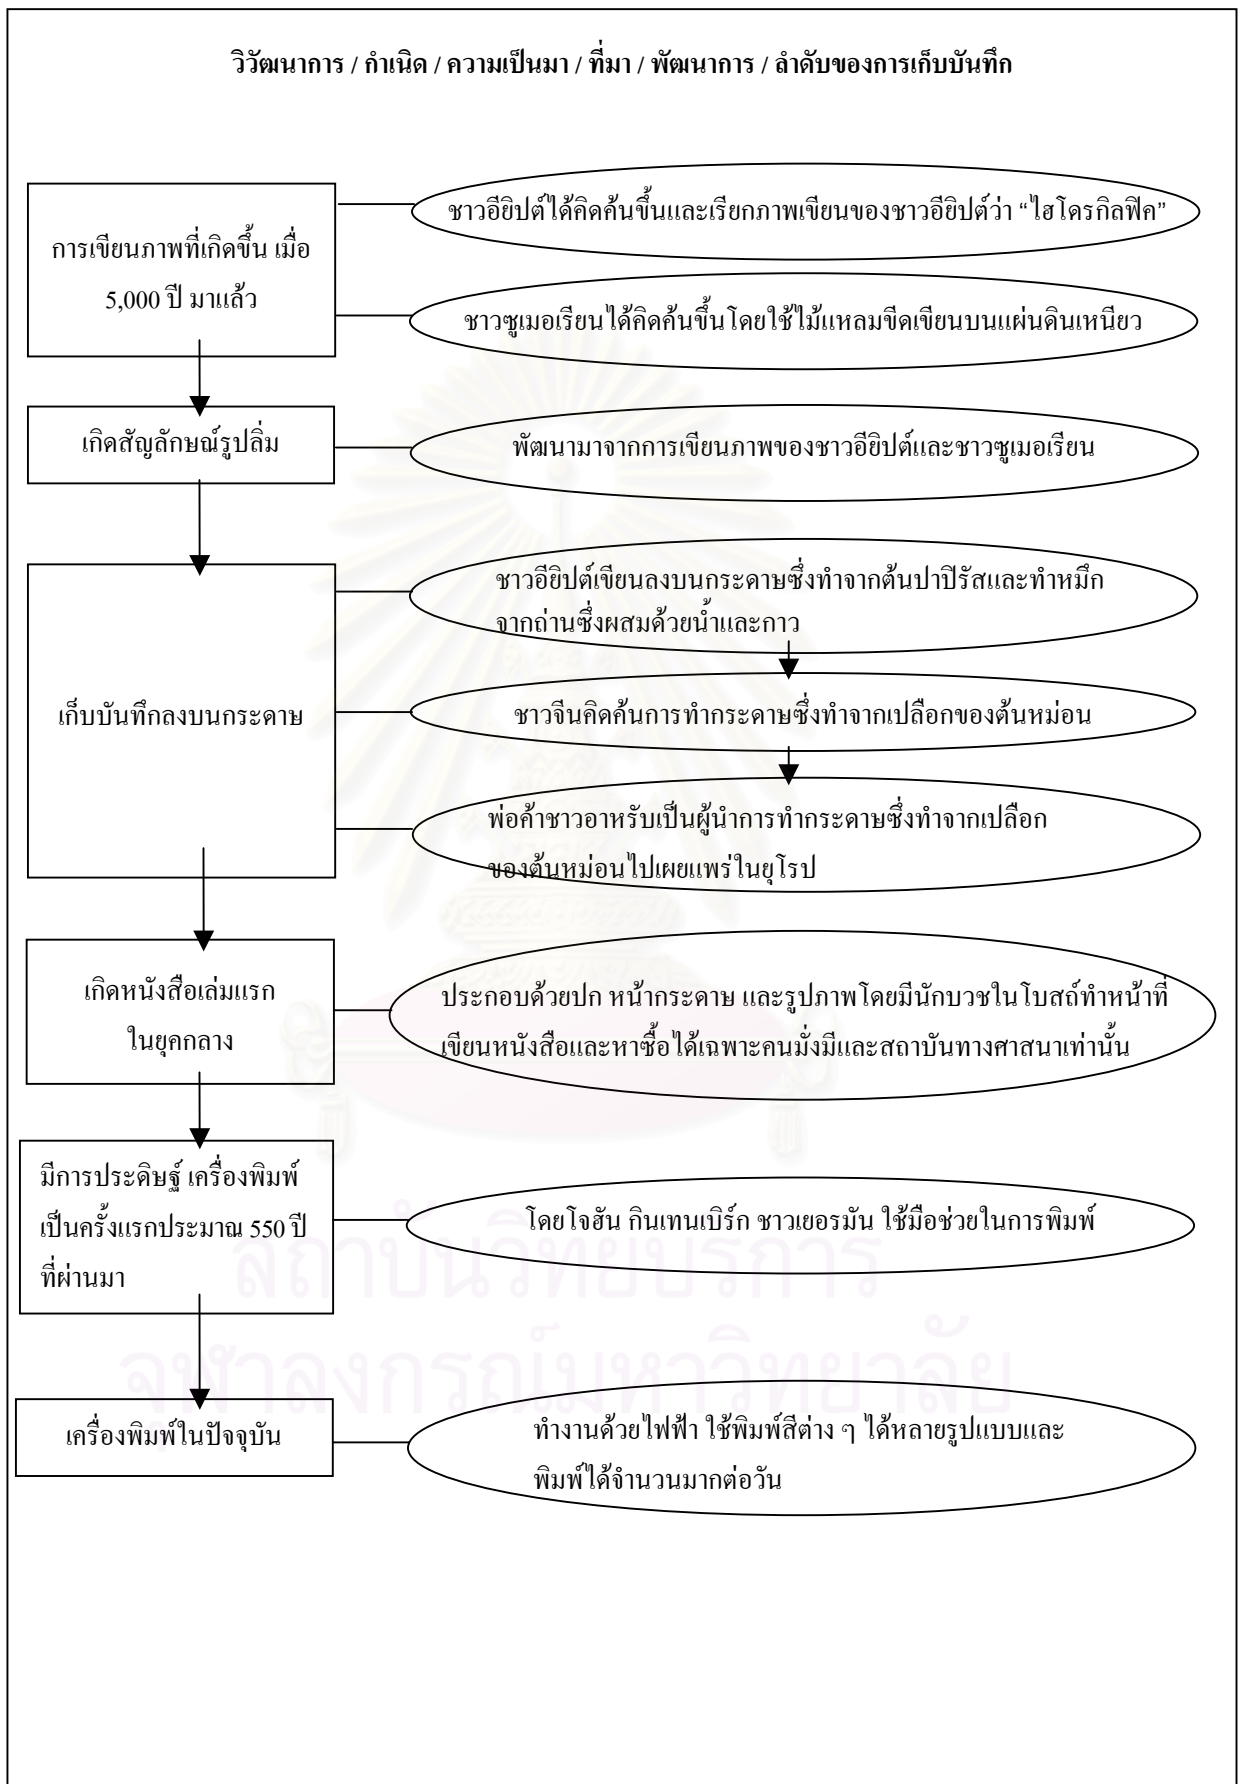 วิวัฒนาการ / กำเนิด / ความเป็นมา / ที่มา / พัฒนาการ / ลำดับของการเก็บบันทึก
การเขียนภาพที่เกิดขึ้น เมื่อ
5,000 ปี มาแล้ว
ชาวอียิปต์ได้คิดค้นขึ้นและเรียกภาพเขียนของชาวอียิปต์ว่า “ไฮโดรกิลฟิค”
ชาวซูเมอเรียนได้คิดค้นขึ้นโดยใช้ไม้แหลมขีดเขียนบนแผ่นดินเหนียว
เกิดสัญลักษณ์รูปลิ่ม
พัฒนามาจากการเขียนภาพของชาวอียิปต์และชาวซูเมอเรียน
เก็บบันทึกลงบนกระดาษ
ชาวอียิปต์เขียนลงบนกระดาษซึ่งทำจากต้นปาปิรัสและทำหมึก
จากถ่านซึ่งผสมด้วยน้ำและกาว
ชาวจีนคิดค้นการทำกระดาษซึ่งทำจากเปลือกของต้นหม่อน
พ่อค้าชาวอาหรับเป็นผู้นำการทำกระดาษซึ่งทำจากเปลือก
ของต้นหม่อนไปเผยแพร่ในยุโรป
เกิดหนังสือเล่มแรก
ในยุคกลาง
ประกอบด้วยปก หน้ากระดาษ และรูปภาพโดยมีนักบวชในโบสถ์ทำหน้าที่
เขียนหนังสือและหาซื้อได้เฉพาะคนมั่งมีและสถาบันทางศาสนาเท่านั้น
มีการประดิษฐ์ เครื่องพิมพ์
เป็นครั้งแรกประมาณ 550 ปี
ที่ผ่านมา
โดยโจฮัน กินเทนเบิร์ก ชาวเยอรมัน ใช้มือช่วยในการพิมพ์
สถาบันวิทยบริการ
จุฬาลงกรณ์มหาวิทยาลัย
เครื่องพิมพ์ในปัจจุบัน
ทำงานด้วยไฟฟ้า ใช้พิมพ์สีต่าง ๆ ได้หลายรูปแบบและ
พิมพ์ได้จำนวนมากต่อวัน